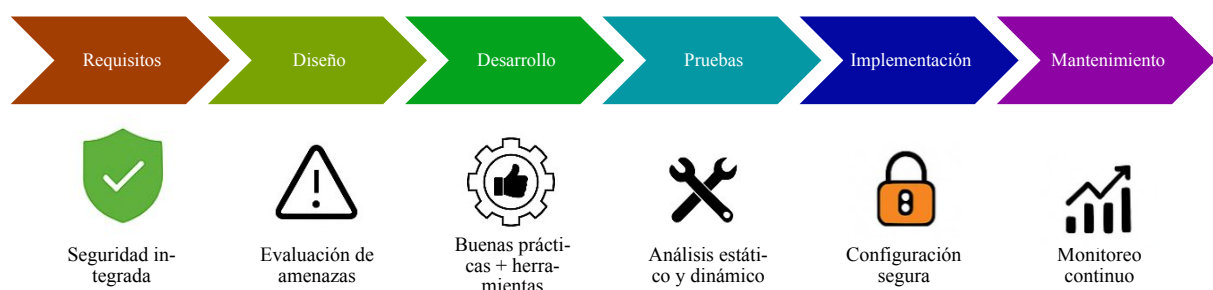 Requisitos
Diseño
Desarrollo
Pruebas
Implementación
Mantenimiento
Seguridad in-
tegrada
Evaluación de
amenazas
Buenas prácti-
cas + herra-
mientas
Análisis estáti-
co y dinámico
Configuración
segura
Monitoreo
continuo